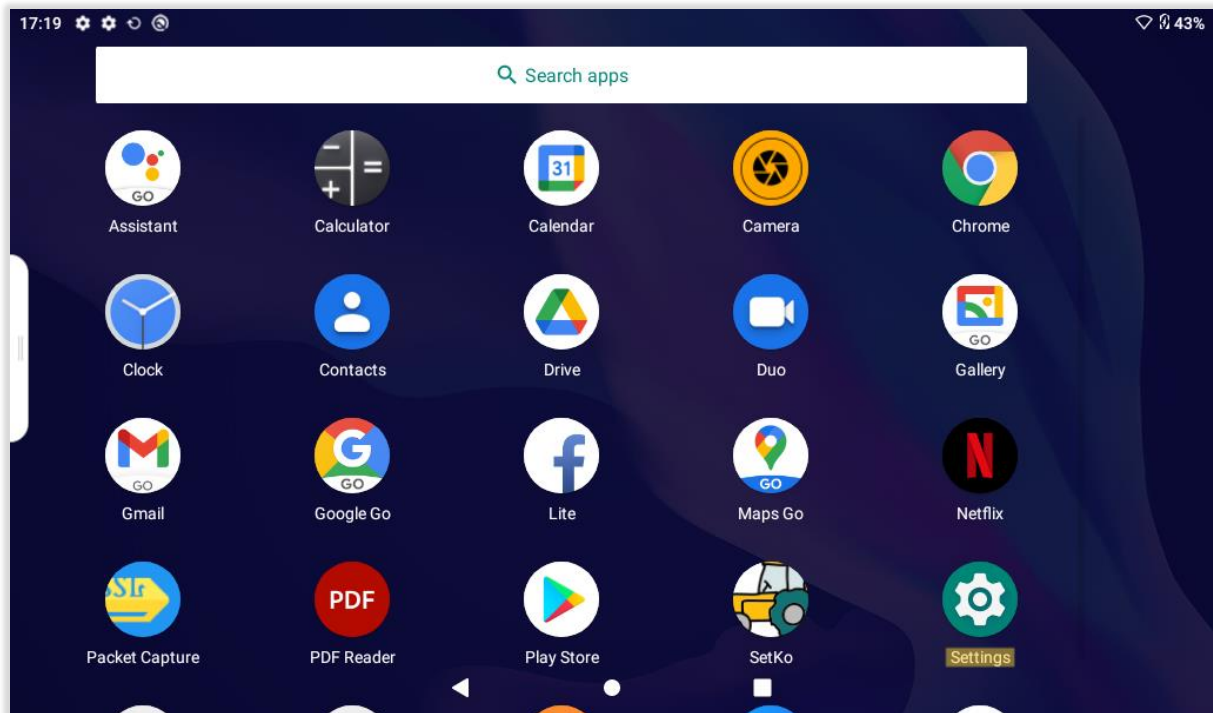 17:19 43%
Search apps
GO 31
Assistant Calculator Calendar Camera Chrome
GO
Clock Contacts Drive Duo Gallery
GO GO GO
Gmail Google Go Lite Maps Go Netflix
PDF
Packet Capture PDF Reader Play Store SetKo Settings